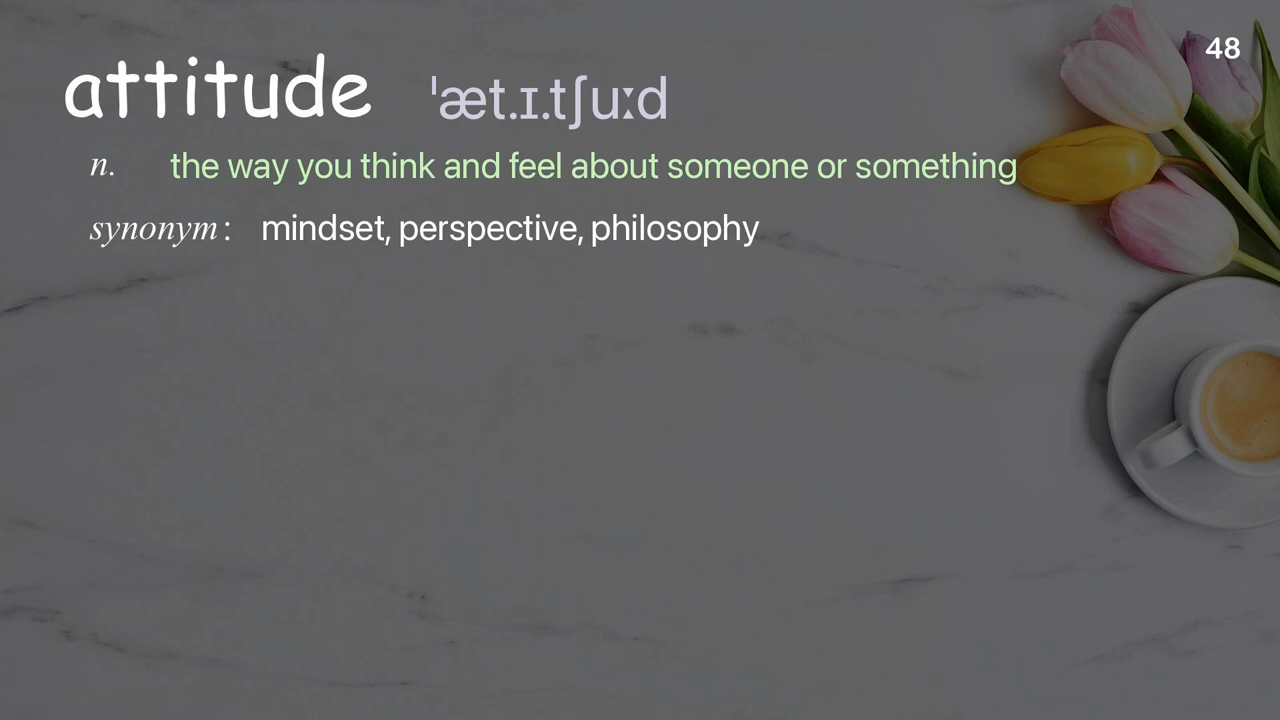 48
attitude ˈæt.ɪ.tʃuːd
n. the way you think and feel about someone or something
synonym : mindset, perspective, philosophy